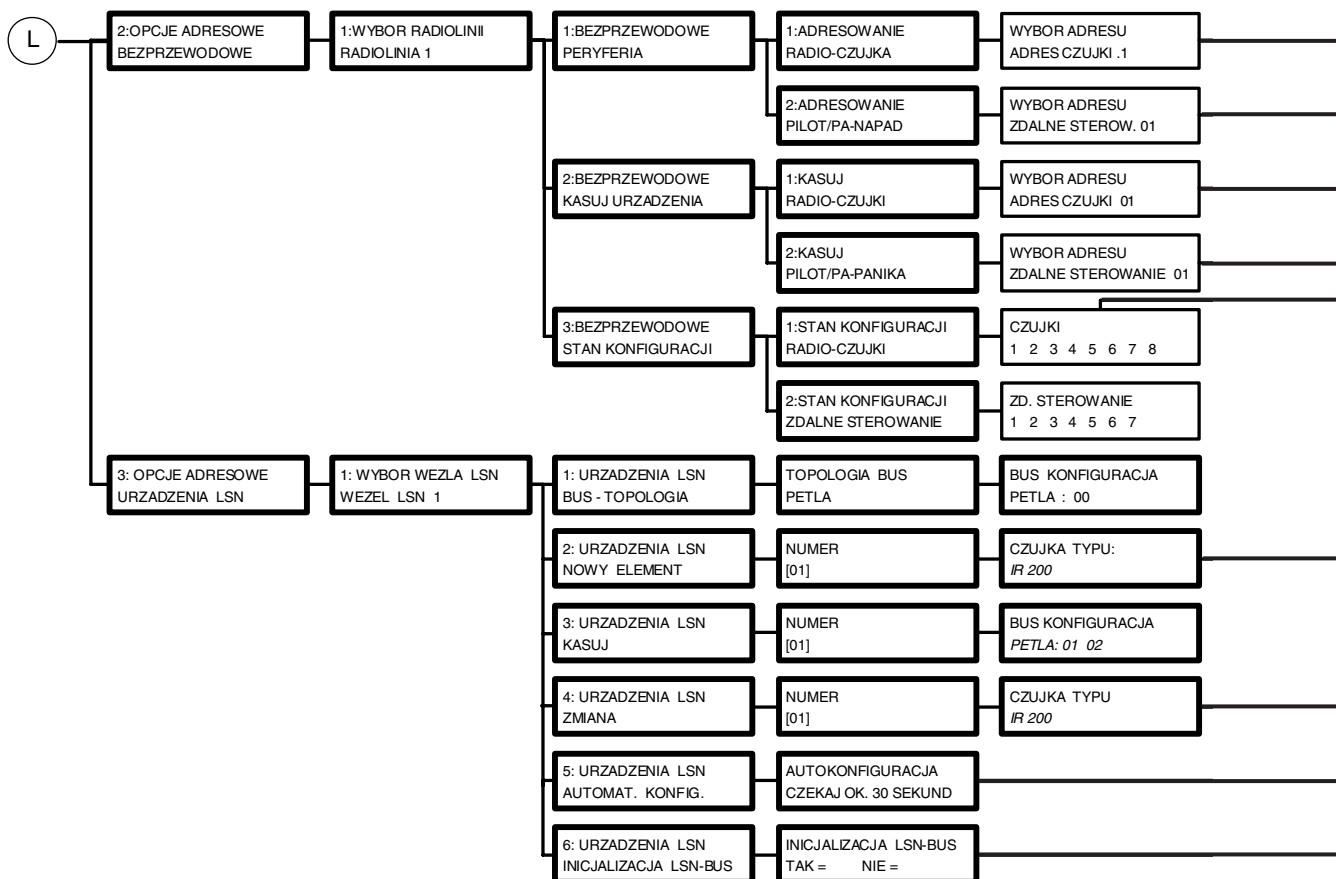 L
2:OPCJE ADRESOWE
BEZPRZEWODOWE
1:WYBOR RADIOLINII
RADIOLINIA 1
1:BEZPRZEWODOWE
PERYFERIA
1:ADRESOWANIE
RADIO-CZUJKA
WYBOR ADRESU
ADRES CZUJKI .1
2:ADRESOWANIE
PILOT/PA-NAPAD
WYBOR ADRESU
ZDALNE STEROW. 01
2:BEZPRZEWODOWE
KASUJ URZADZENIA
1:KASUJ
RADIO-CZUJKI
WYBOR ADRESU
ADRES CZUJKI 01
2:KASUJ
PILOT/PA-PANIKA
WYBOR ADRESU
ZDALNE STEROWANIE 01
3:BEZPRZEWODOWE
STAN KONFIGURACJI
1:STAN KONFIGURACJI
RADIO-CZUJKI
CZUJKI
1 2 3 4 5 6 7 8
2:STAN KONFIGURACJI
ZDALNE STEROWANIE
ZD. STEROWANIE
1 2 3 4 5 6 7
3: OPCJE ADRESOWE
URZADZENIA LSN
1: WYBOR WEZLA LSN
WEZEL LSN 1
1: URZADZENIA LSN
BUS - TOPOLOGIA
TOPOLOGIA BUS
PETLA
BUS KONFIGURACJA
PETLA : 00
2: URZADZENIA LSN
NOWY ELEMENT
NUMER
[01]
CZUJKA TYPU:
IR 200
3: URZADZENIA LSN
KASUJ
NUMER
[01]
BUS KONFIGURACJA
PETLA: 01 02
4: URZADZENIA LSN
ZMIANA
NUMER
[01]
CZUJKA TYPU
IR 200
5: URZADZENIA LSN
AUTOMAT. KONFIG.
AUTOKONFIGURACJA
CZEKAJ OK. 30 SEKUND
6: URZADZENIA LSN
INICJALIZACJA LSN-BUS
INICJALIZACJA LSN-BUS
TAK = NIE =